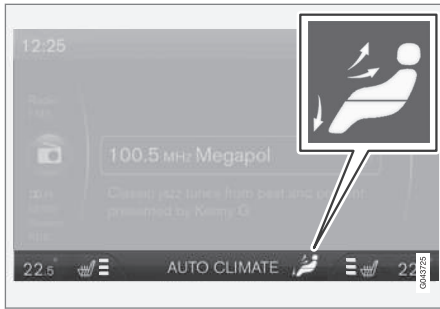 12:25
Radio
100.5 MHz Megapol
Classic jazz tunes from past and present
presented by Kenny G
22.5° AUTO CLIMATE 22
G043725